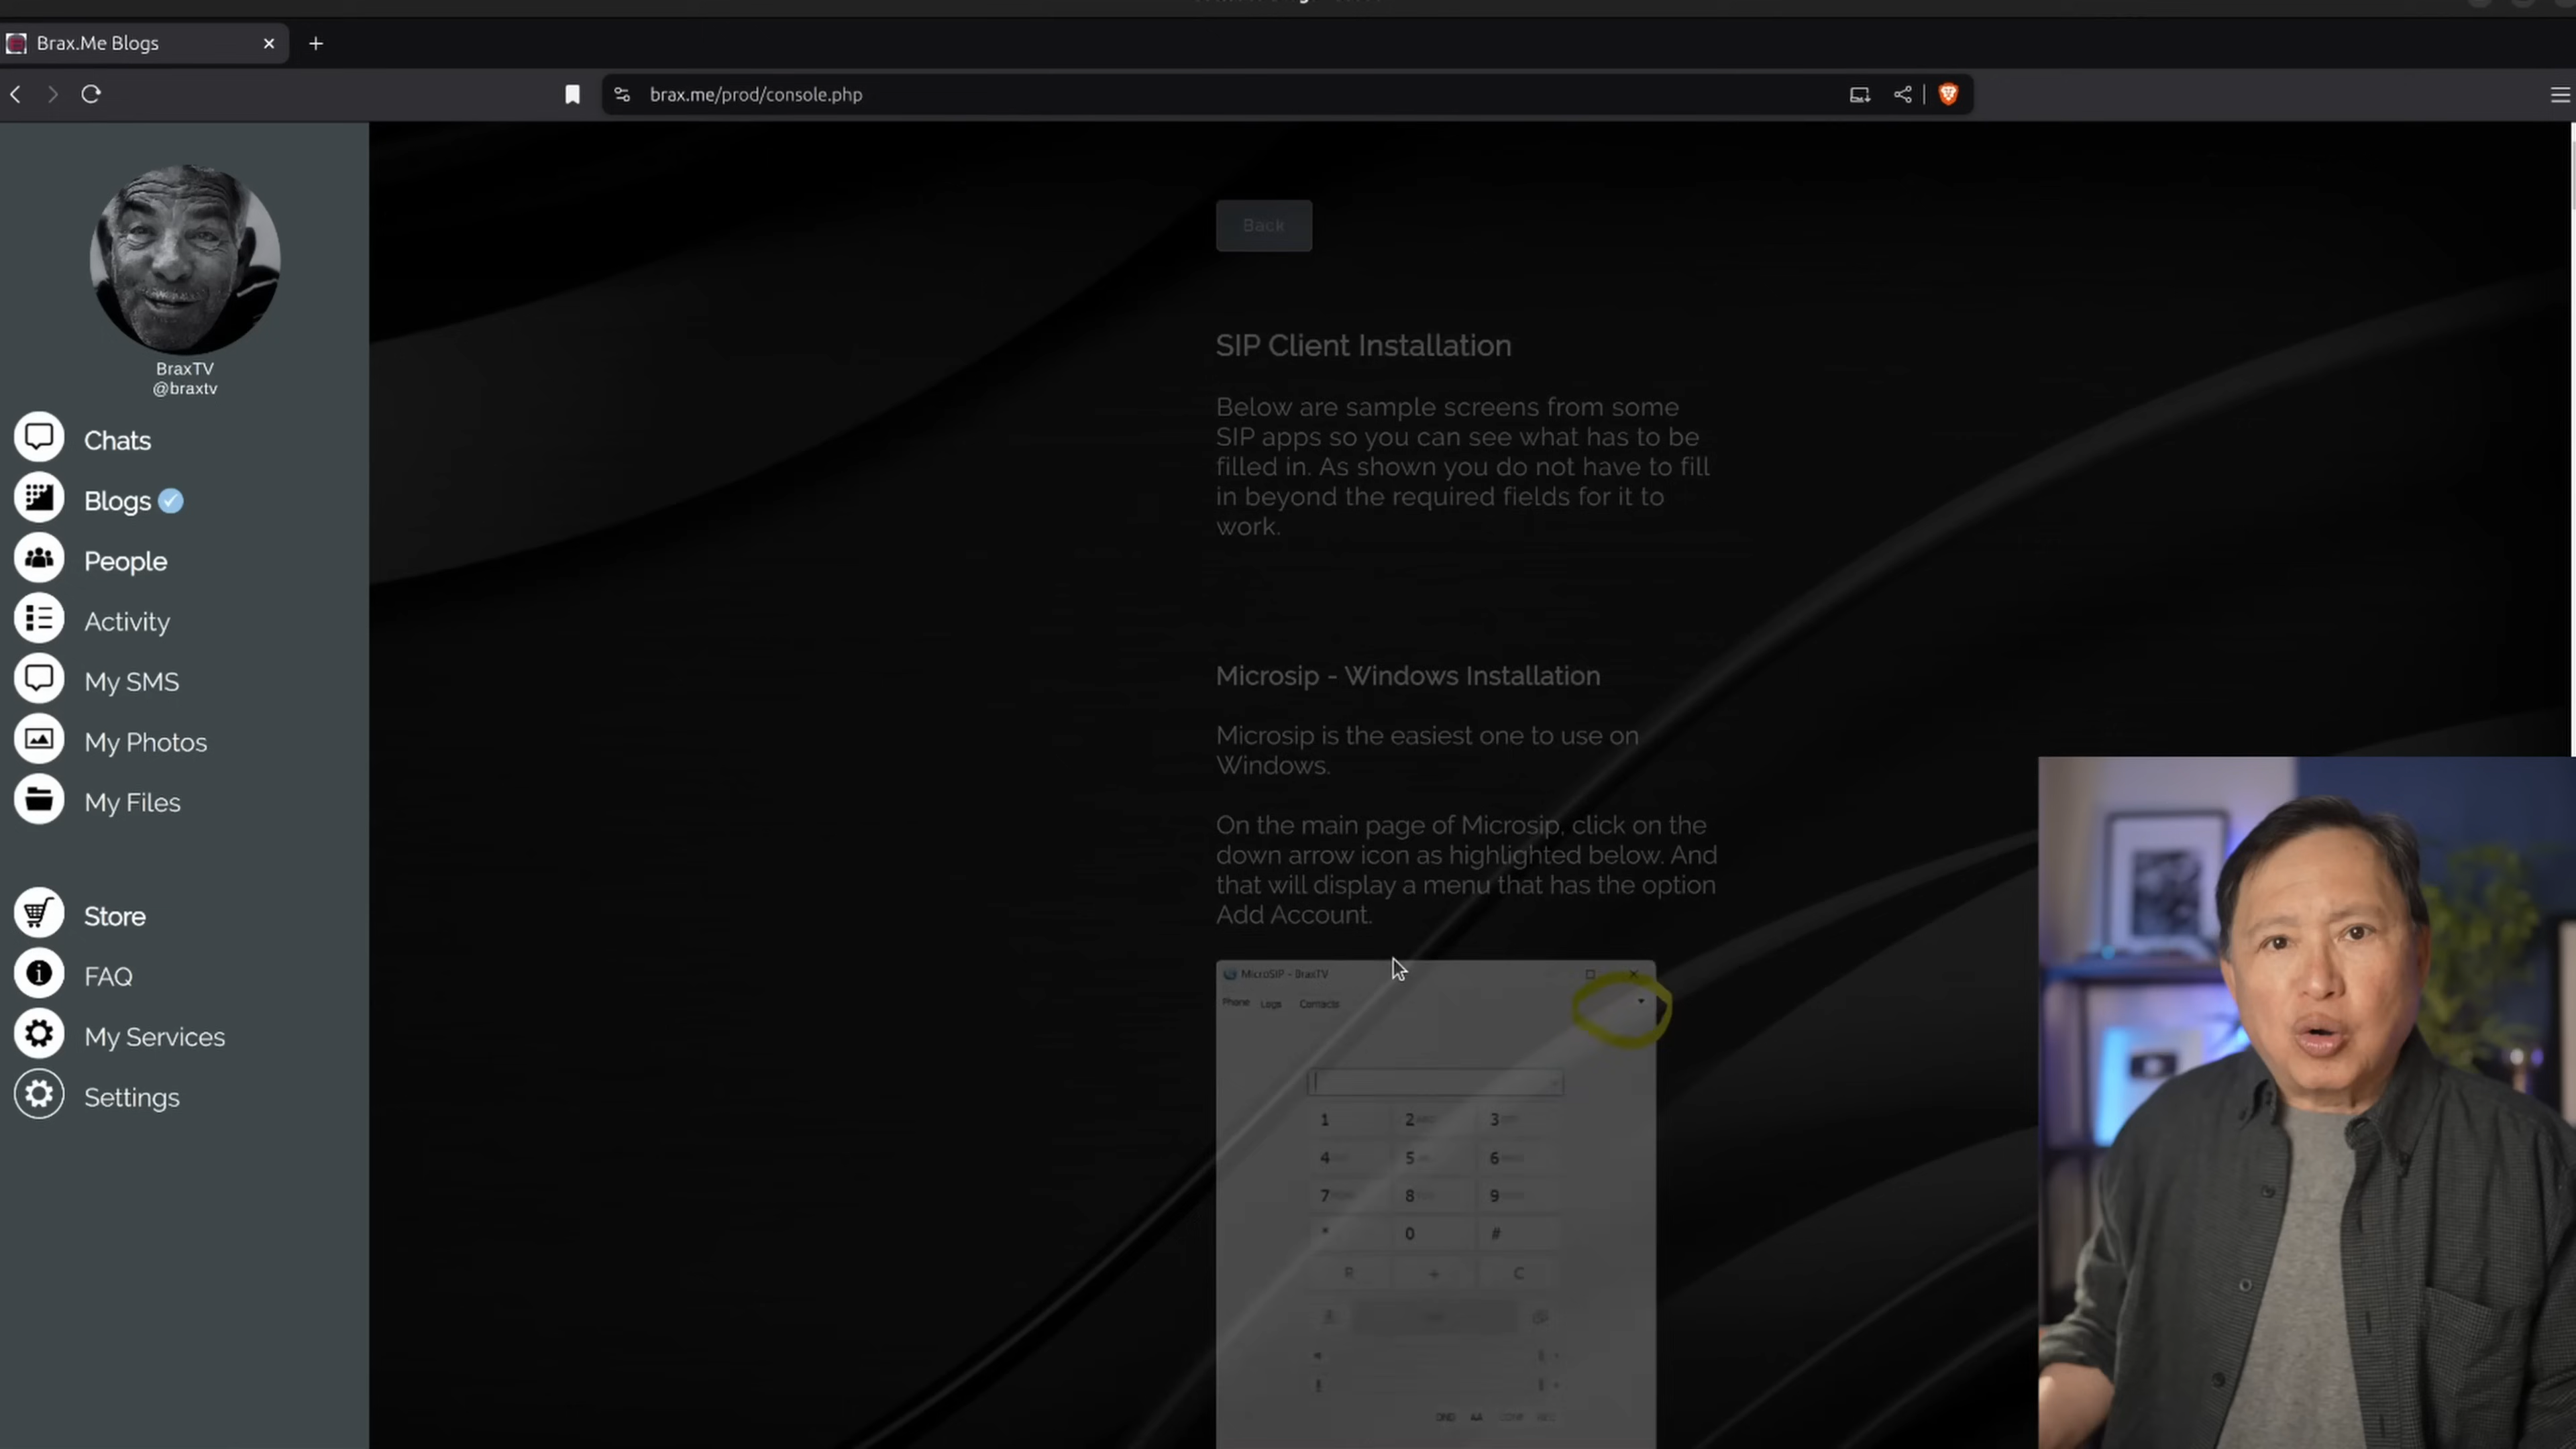 Brax.Me Blogs
brax.me/prod/console.php
BraxTV
@braxtv
Chats
Blogs
People
Activity
My SMS
My Photos
My Files
Store
FAQ
My Services
Settings
Back
SIP Client Installation
Below are sample screens from some
SIP apps so you can see what has to be
filled in. As shown you do not have to fill
in beyond the required fields for it to
work.
Microsip - Windows Installation
Microsip is the easiest one to use on
Windows.
On the main page of Microsip, click on the
down arrow icon as highlighted below. And
that will display a menu that has the option
Add Account.
MicroSIP - BraxTV
Phone Logs Contacts
1 2 3
4 5 6
7 8 9
* 0 #
R + C
DND AA CONF REC